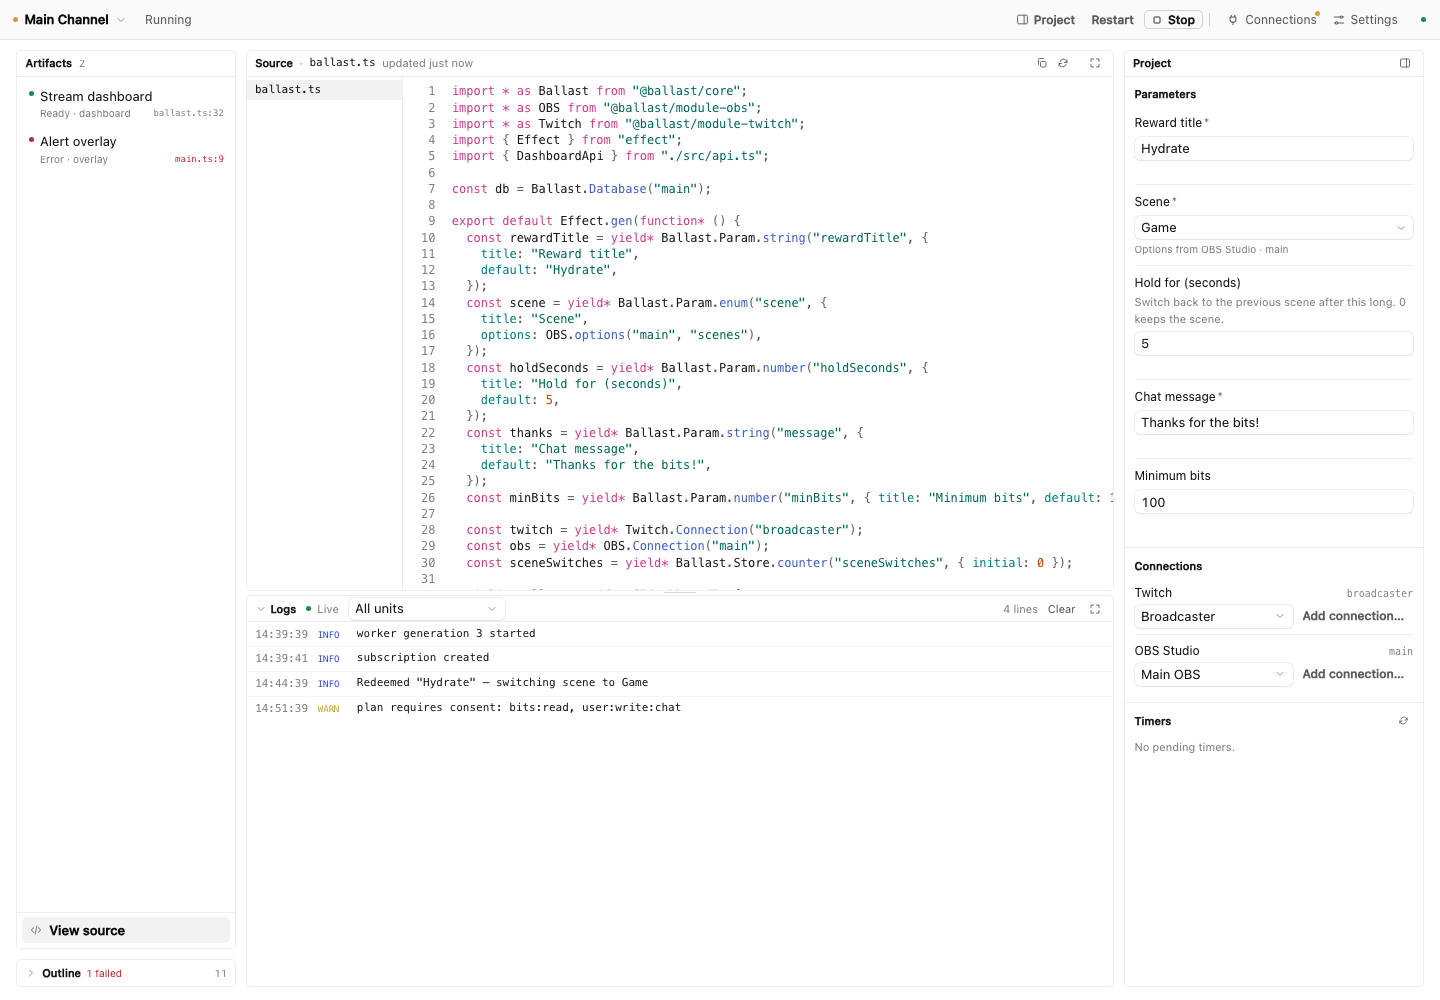 Main Channel
Running
Project
Restart
Stop
Connections
Settings
Artifacts 2
Stream dashboard
Ready · dashboard ballast.ts:32
Alert overlay
Error · overlay main.ts:9
View source
Outline 1 failed 11
Source · ballast.ts updated just now
ballast.ts
1 import * as Ballast from "@ballast/core";
2 import * as OBS from "@ballast/module-obs";
3 import * as Twitch from "@ballast/module-twitch";
4 import { Effect } from "effect";
5 import { DashboardApi } from "./src/api.ts";
6
7 const db = Ballast.Database("main");
8
9 export default Effect.gen(function* () {
10 const rewardTitle = yield* Ballast.Param.string("rewardTitle", {
11 title: "Reward title",
12 default: "Hydrate",
13 });
14 const scene = yield* Ballast.Param.enum("scene", {
15 title: "Scene",
16 options: OBS.options("main", "scenes"),
17 });
18 const holdSeconds = yield* Ballast.Param.number("holdSeconds", {
19 title: "Hold for (seconds)",
20 default: 5,
21 });
22 const thanks = yield* Ballast.Param.string("message", {
23 title: "Chat message",
24 default: "Thanks for the bits!",
25 });
26 const minBits = yield* Ballast.Param.number("minBits", { title: "Minimum bits", default:
27
28 const twitch = yield* Twitch.Connection("broadcaster");
29 const obs = yield* OBS.Connection("main");
30 const sceneSwitches = yield* Ballast.Store.counter("sceneSwitches", { initial: 0 });
31
Logs Live All units 4 lines Clear
14:39:39 INFO worker generation 3 started
14:39:41 INFO subscription created
14:44:39 INFO Redeemed "Hydrate" — switching scene to Game
14:51:39 WARN plan requires consent: bits:read, user:write:chat
Project
Parameters
Reward title*
Hydrate
Scene*
Game
Options from OBS Studio · main
Hold for (seconds)
Switch back to the previous scene after this long. 0
keeps the scene.
5
Chat message*
Thanks for the bits!
Minimum bits
100
Connections
Twitch broadcaster
Broadcaster Add connection...
OBS Studio main
Main OBS Add connection...
Timers
No pending timers.